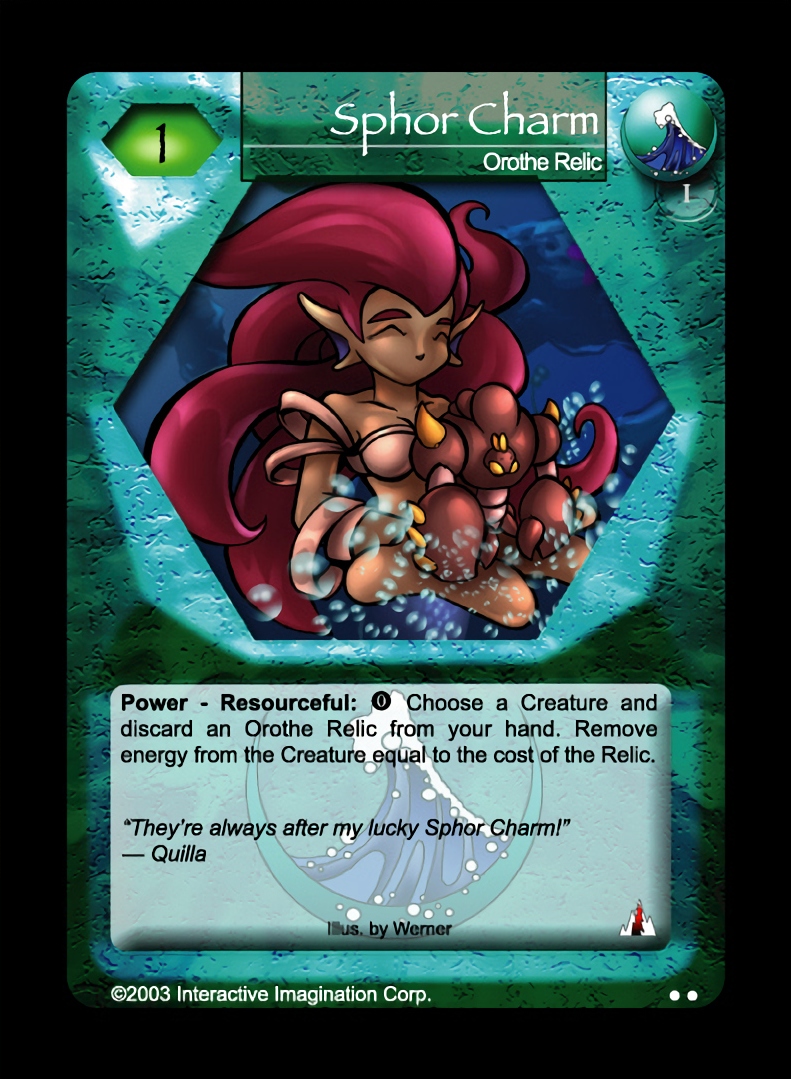 1
Sphor Charm
Orothe Relic
I
Power - Resourceful: 0 Choose a Creature and
discard an Orothe Relic from your hand. Remove
energy from the Creature equal to the cost of the Relic.
"They're always after my lucky Sphor Charm!"
— Quilla
Illus. by Werner
©2003 Interactive Imagination Corp.